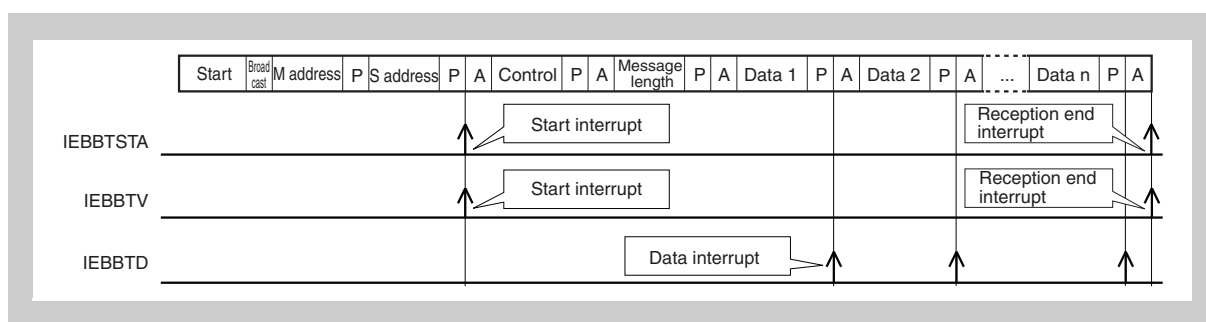 Start Broad cast M address P S address P A Control P A Message length P A Data 1 P A Data 2 P A ... Data n P A
IEBBTSTA
Start interrupt
Reception end
interrupt
IEBBTV
Start interrupt
Reception end
interrupt
IEBBTD
Data interrupt